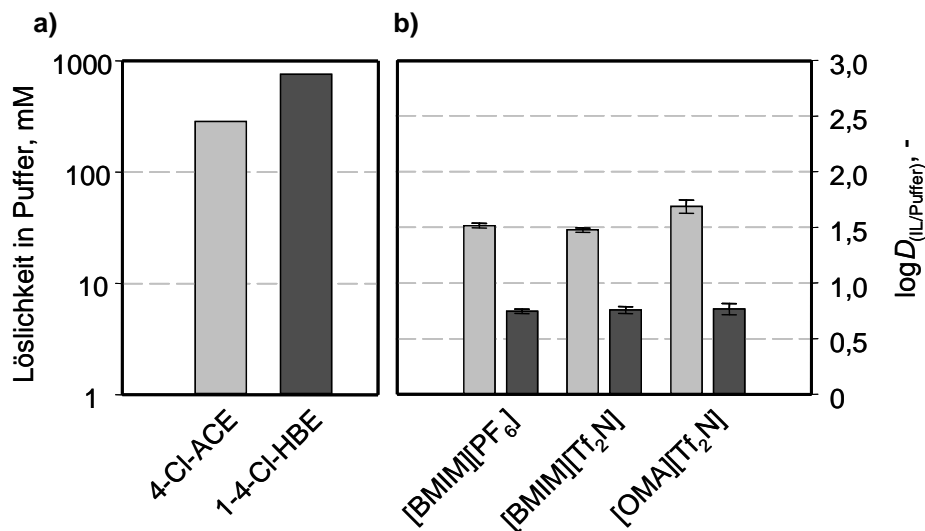 a)
b)
Löslichkeit in Puffer, mM
1000
100
10
1
4-Cl-ACE
1-4-Cl-HBE
3,0
2,5
2,0
1,5
1,0
0,5
0
logD(IL/Puffer), -
[BMIM][PF6]
[BMIM][Tf2N]
[OMA][Tf2N]